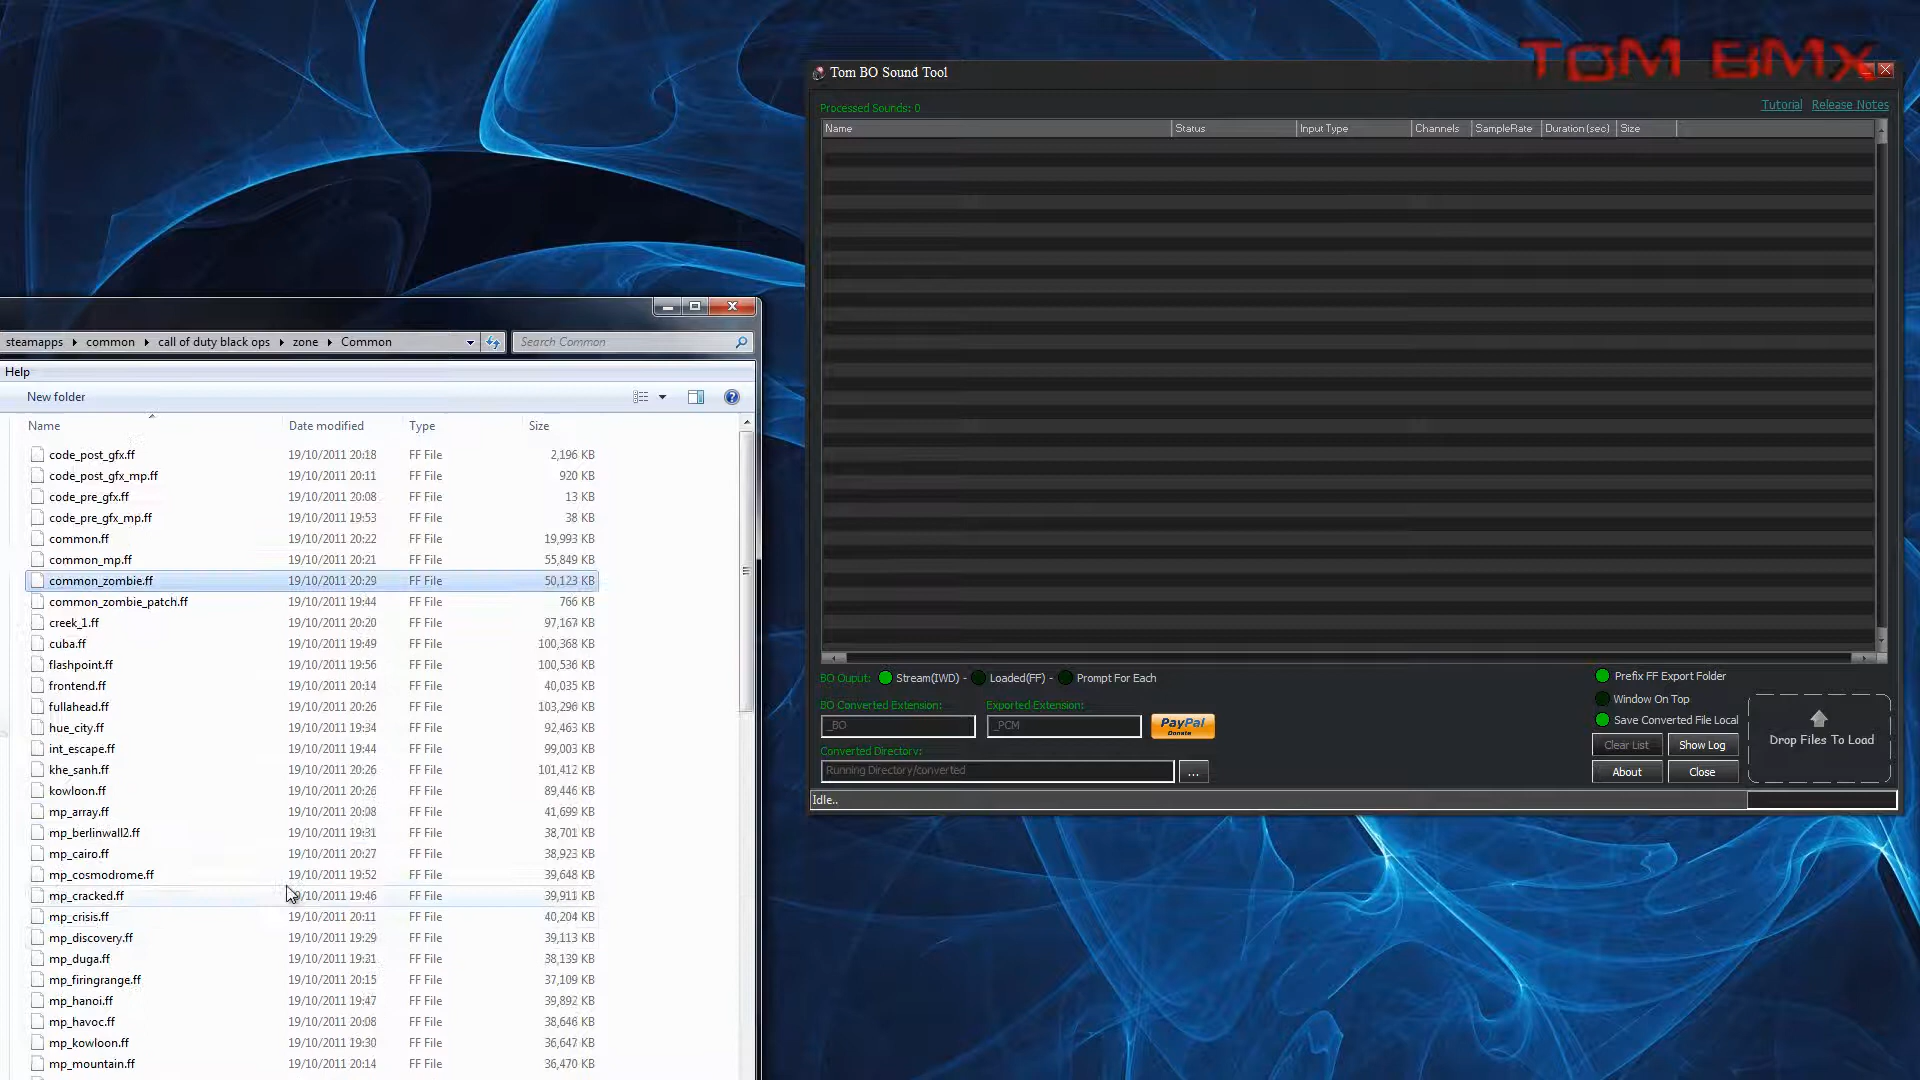 ToM BMX
Tom BO Sound Tool
Processed Sounds: 0
Tutorial Release Notes
Name Status Input Type Channels SampleRate Duration (sec) Size
steamapps common call of duty black ops zone Common Search Common
Help
New folder
Name Date modified Type Size
code_post_gfx.ff 19/10/2011 20:18 FF File 2,196 KB
code_post_gfx_mp.ff 19/10/2011 20:11 FF File 920 KB
code_pre_gfx.ff 19/10/2011 20:08 FF File 13 KB
code_pre_gfx_mp.ff 19/10/2011 19:53 FF File 38 KB
common.ff 19/10/2011 20:22 FF File 19,993 KB
common_mp.ff 19/10/2011 20:21 FF File 55,849 KB
common_zombie.ff 19/10/2011 20:29 FF File 50,123 KB
common_zombie_patch.ff 19/10/2011 19:44 FF File 766 KB
creek_1.ff 19/10/2011 20:20 FF File 97,167 KB
cuba.ff 19/10/2011 19:49 FF File 100,368 KB
flashpoint.ff 19/10/2011 19:56 FF File 100,536 KB
frontend.ff 19/10/2011 20:14 FF File 40,035 KB
fullahead.ff 19/10/2011 20:26 FF File 103,296 KB
hue_city.ff 19/10/2011 19:34 FF File 92,463 KB
int_escape.ff 19/10/2011 19:44 FF File 99,003 KB
khe_sanh.ff 19/10/2011 20:26 FF File 101,412 KB
kowloon.ff 19/10/2011 20:26 FF File 89,446 KB
mp_array.ff 19/10/2011 20:08 FF File 41,699 KB
mp_berlinwall2.ff 19/10/2011 19:31 FF File 38,701 KB
mp_cairo.ff 19/10/2011 20:27 FF File 38,923 KB
mp_cosmodrome.ff 19/10/2011 19:52 FF File 39,648 KB
mp_cracked.ff 10/2011 19:46 FF File 39,911 KB
mp_crisis.ff 19/10/2011 20:11 FF File 40,204 KB
mp_discovery.ff 19/10/2011 19:29 FF File 39,113 KB
mp_duga.ff 19/10/2011 19:31 FF File 38,139 KB
mp_firingrange.ff 19/10/2011 20:15 FF File 37,109 KB
mp_hanoi.ff 19/10/2011 19:47 FF File 39,892 KB
mp_havoc.ff 19/10/2011 20:08 FF File 38,646 KB
mp_kowloon.ff 19/10/2011 19:30 FF File 36,647 KB
mp_mountain.ff 19/10/2011 20:14 FF File 36,470 KB
BO Ouput: Stream(IWD) - Loaded(FF) - Prompt For Each
BO Converted Extension: Exported Extension:
_BO _PCM PayPal Donate
Converted Directory:
Running Directory/converted ...
Prefix FF Export Folder
Window On Top
Save Converted File Local
Clear List Show Log
About Close
Drop Files To Load
Idle..